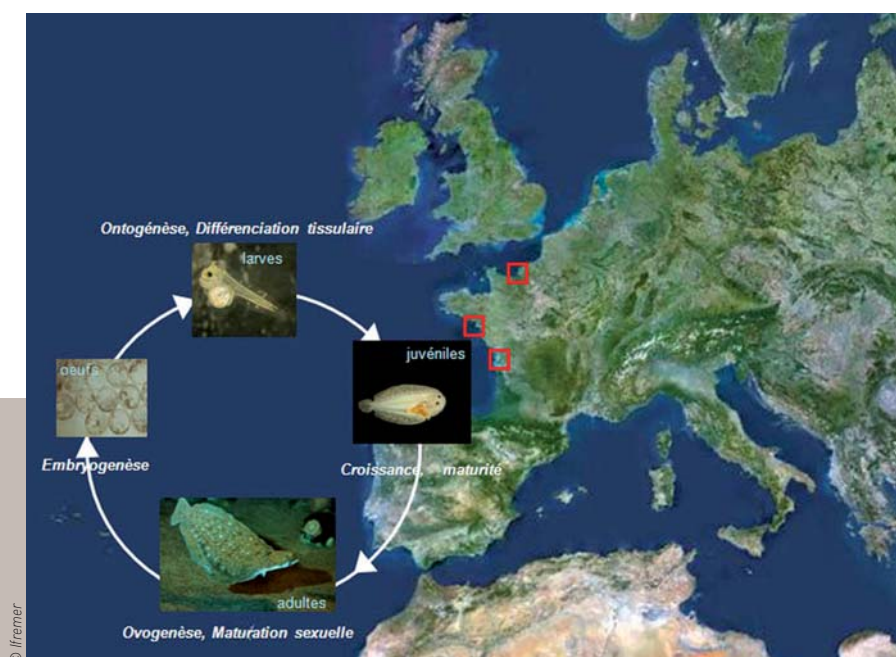 Ontogénèse, Différenciation tissulaire
larves
juvéniles
oeufs
Embryogenèse
Croissance, maturité
adultes
Ovogenèse, Maturation sexuelle
© Ifremer